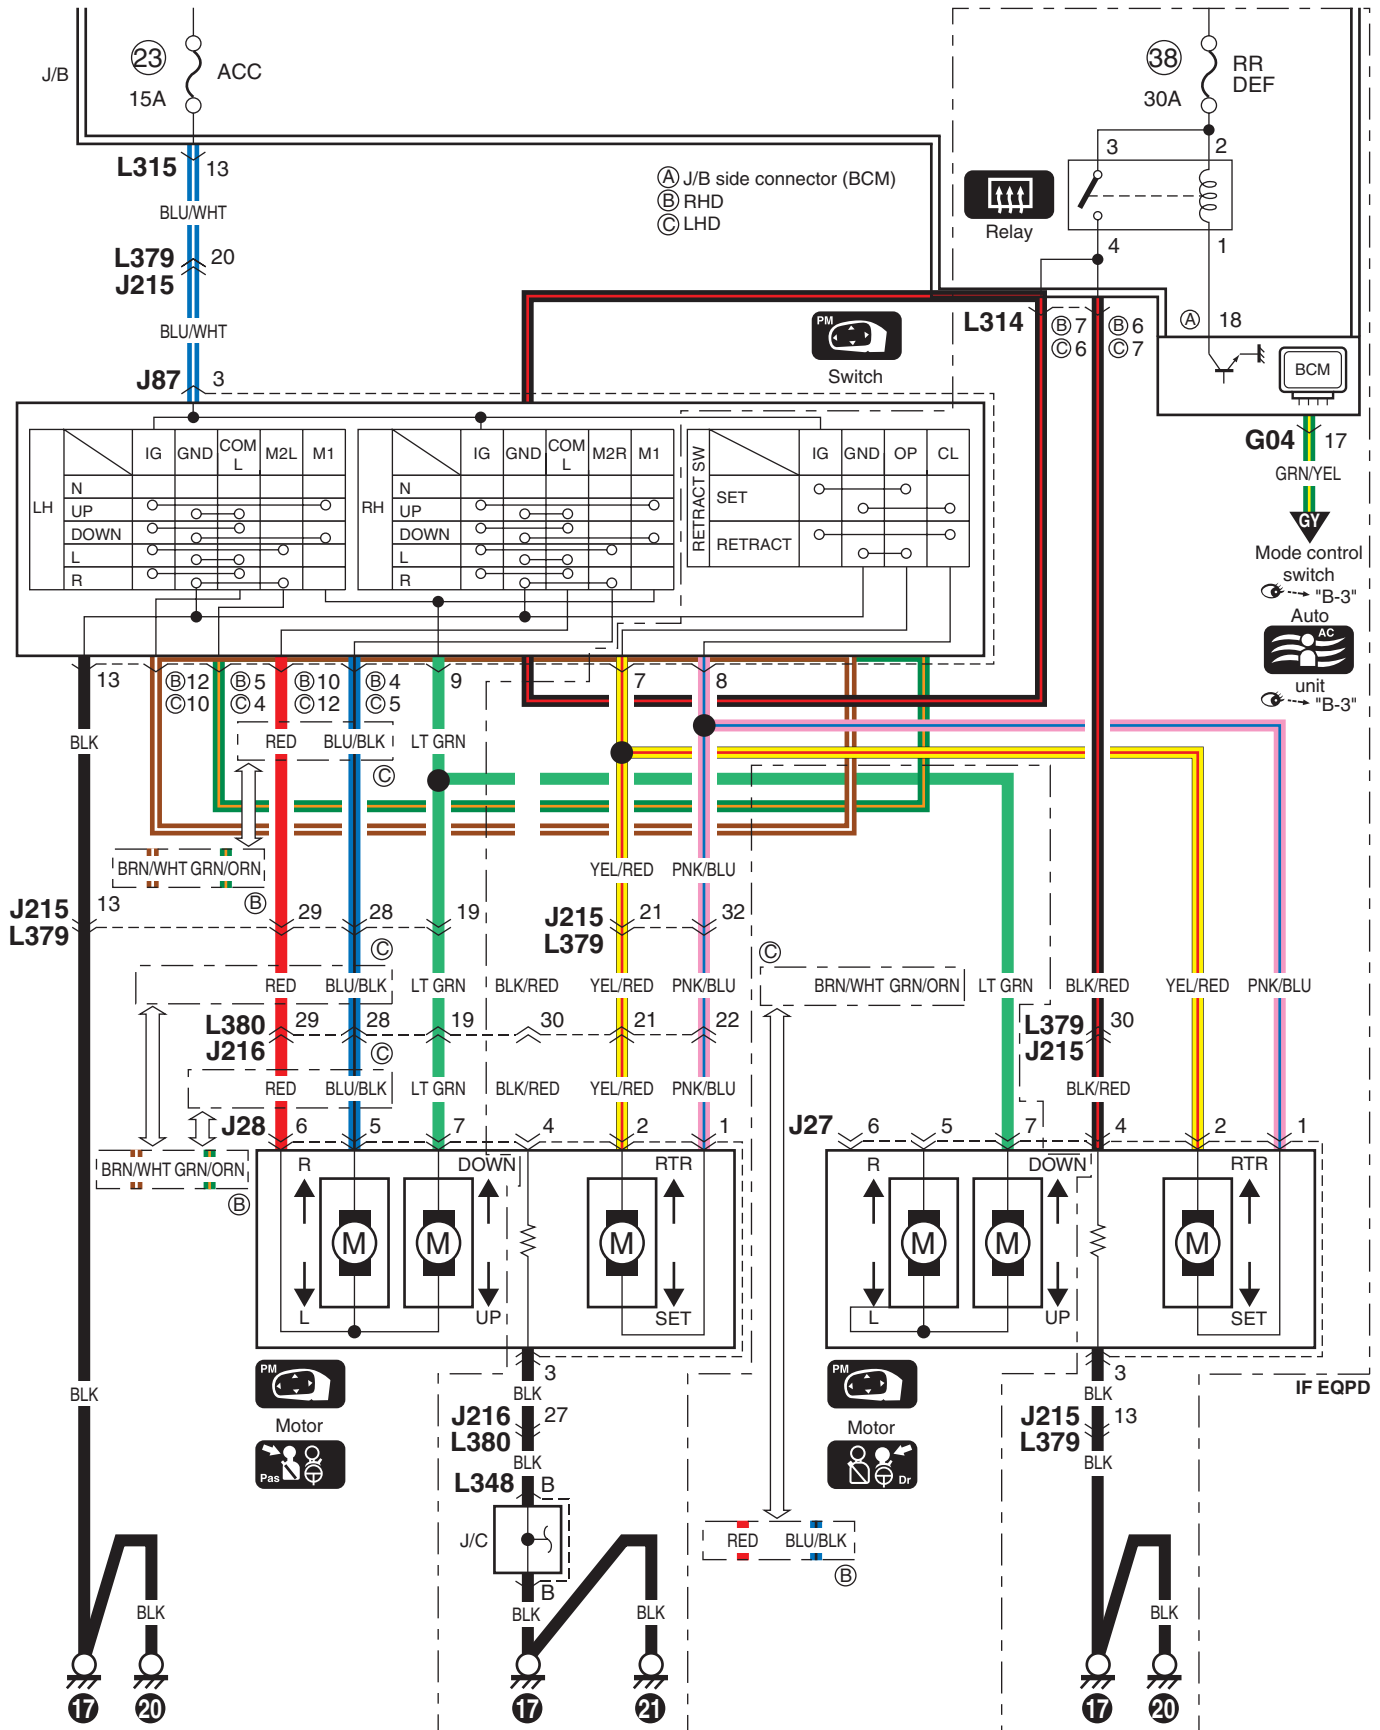 J/B
23
15A
ACC
38
30A
RR
DEF
3
2
Relay
4
1
L315
13
BLU/WHT
L379
20
J215
BLU/WHT
J87
3
Ⓐ J/B side connector (BCM)
Ⓑ RHD
Ⓒ LHD
PM
Switch
L314
Ⓑ7
Ⓒ6
Ⓑ6
Ⓒ7
Ⓐ
18
BCM
G04
17
GRN/YEL
GY
Mode control
switch
"B-3"
Auto
AC
unit
"B-3"
LH
IG GND COM L M2L M1
N
UP
DOWN
L
R
RH
IG GND COM L M2R M1
N
UP
DOWN
L
R
RETRACT SW
IG GND OP CL
SET
RETRACT
13
Ⓑ12
Ⓒ10
Ⓑ5
Ⓒ4
Ⓑ10
Ⓒ12
Ⓑ4
Ⓒ5
9
7
8
BLK
RED
BLU/BLK
LT GRN
Ⓒ
BRN/WHT GRN/ORN
Ⓑ
YEL/RED
PNK/BLU
J215
L379
13
29
28
19
Ⓒ
J215
L379
21
32
RED
BLU/BLK
LT GRN
BLK/RED
YEL/RED
PNK/BLU
Ⓒ
BRN/WHT GRN/ORN
LT GRN
BLK/RED
YEL/RED
PNK/BLU
L380
J216
29
28
19
30
21
22
Ⓒ
L379
J215
30
RED
BLU/BLK
LT GRN
BLK/RED
YEL/RED
PNK/BLU
BLK/RED
J28
6
5
7
4
2
1
J27
6
5
7
4
2
1
BRN/WHT GRN/ORN
Ⓑ
R
DOWN
RTR
M
M
M
L
UP
SET
R
DOWN
RTR
M
M
M
L
UP
SET
PM
Motor
Pas
3
BLK
J216
27
L380
BLK
L348
B
J/C
B
BLK
BLK
PM
Motor
Dr
3
BLK
J215
13
L379
BLK
IF EQPD
BLK
RED
BLU/BLK
Ⓑ
BLK
BLK
17
20
17
21
17
20